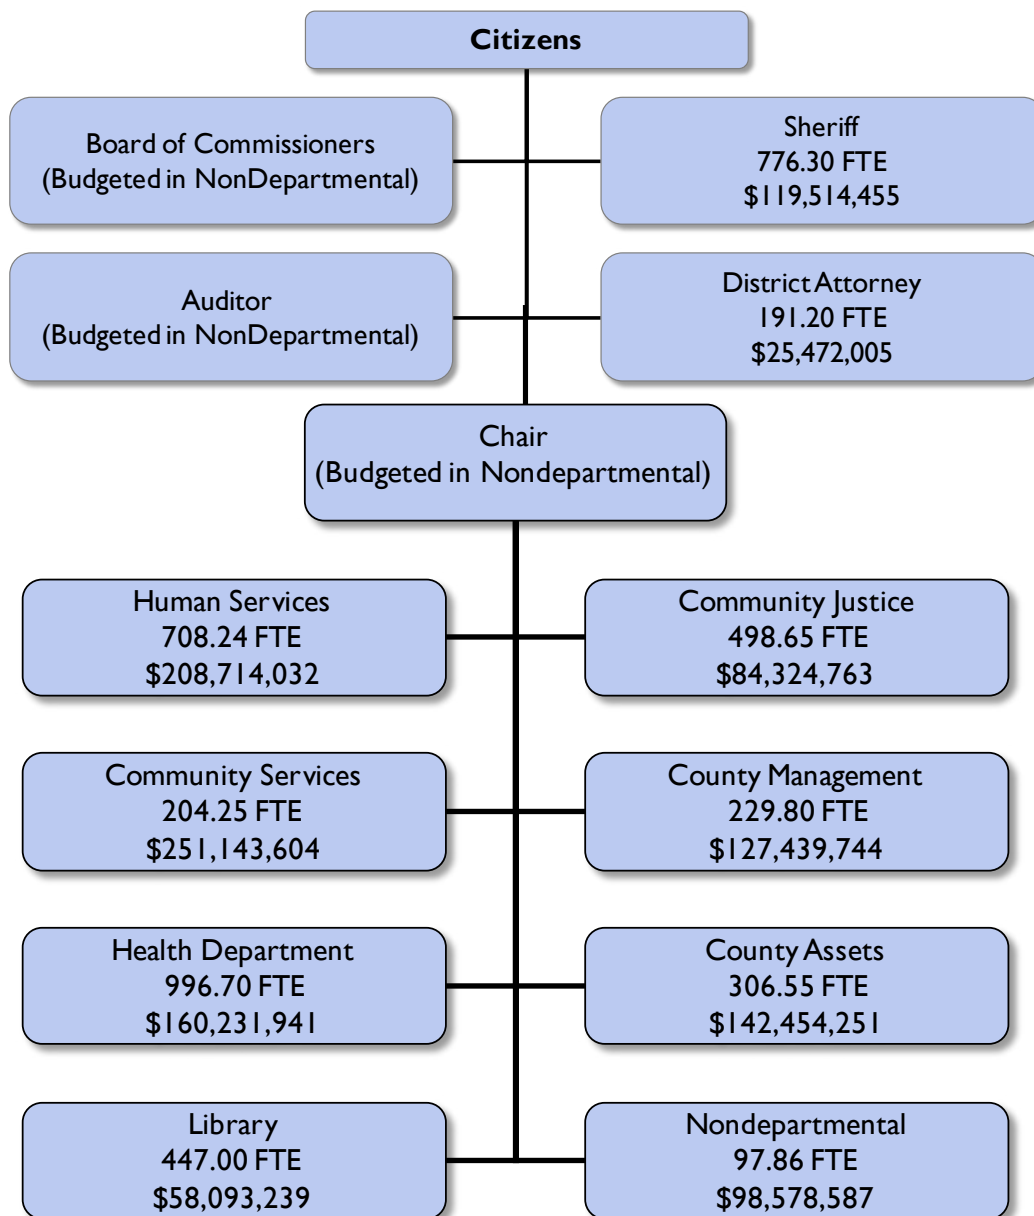 Citizens
Board of Commissioners
(Budgeted in NonDepartmental)
Sheriff
776.30 FTE
$119,514,455
Auditor
(Budgeted in NonDepartmental)
District Attorney
191.20 FTE
$25,472,005
Chair
(Budgeted in Nondepartmental)
Human Services
708.24 FTE
$208,714,032
Community Justice
498.65 FTE
$84,324,763
Community Services
204.25 FTE
$251,143,604
County Management
229.80 FTE
$127,439,744
Health Department
996.70 FTE
$160,231,941
County Assets
306.55 FTE
$142,454,251
Library
447.00 FTE
$58,093,239
Nondepartmental
97.86 FTE
$98,578,587